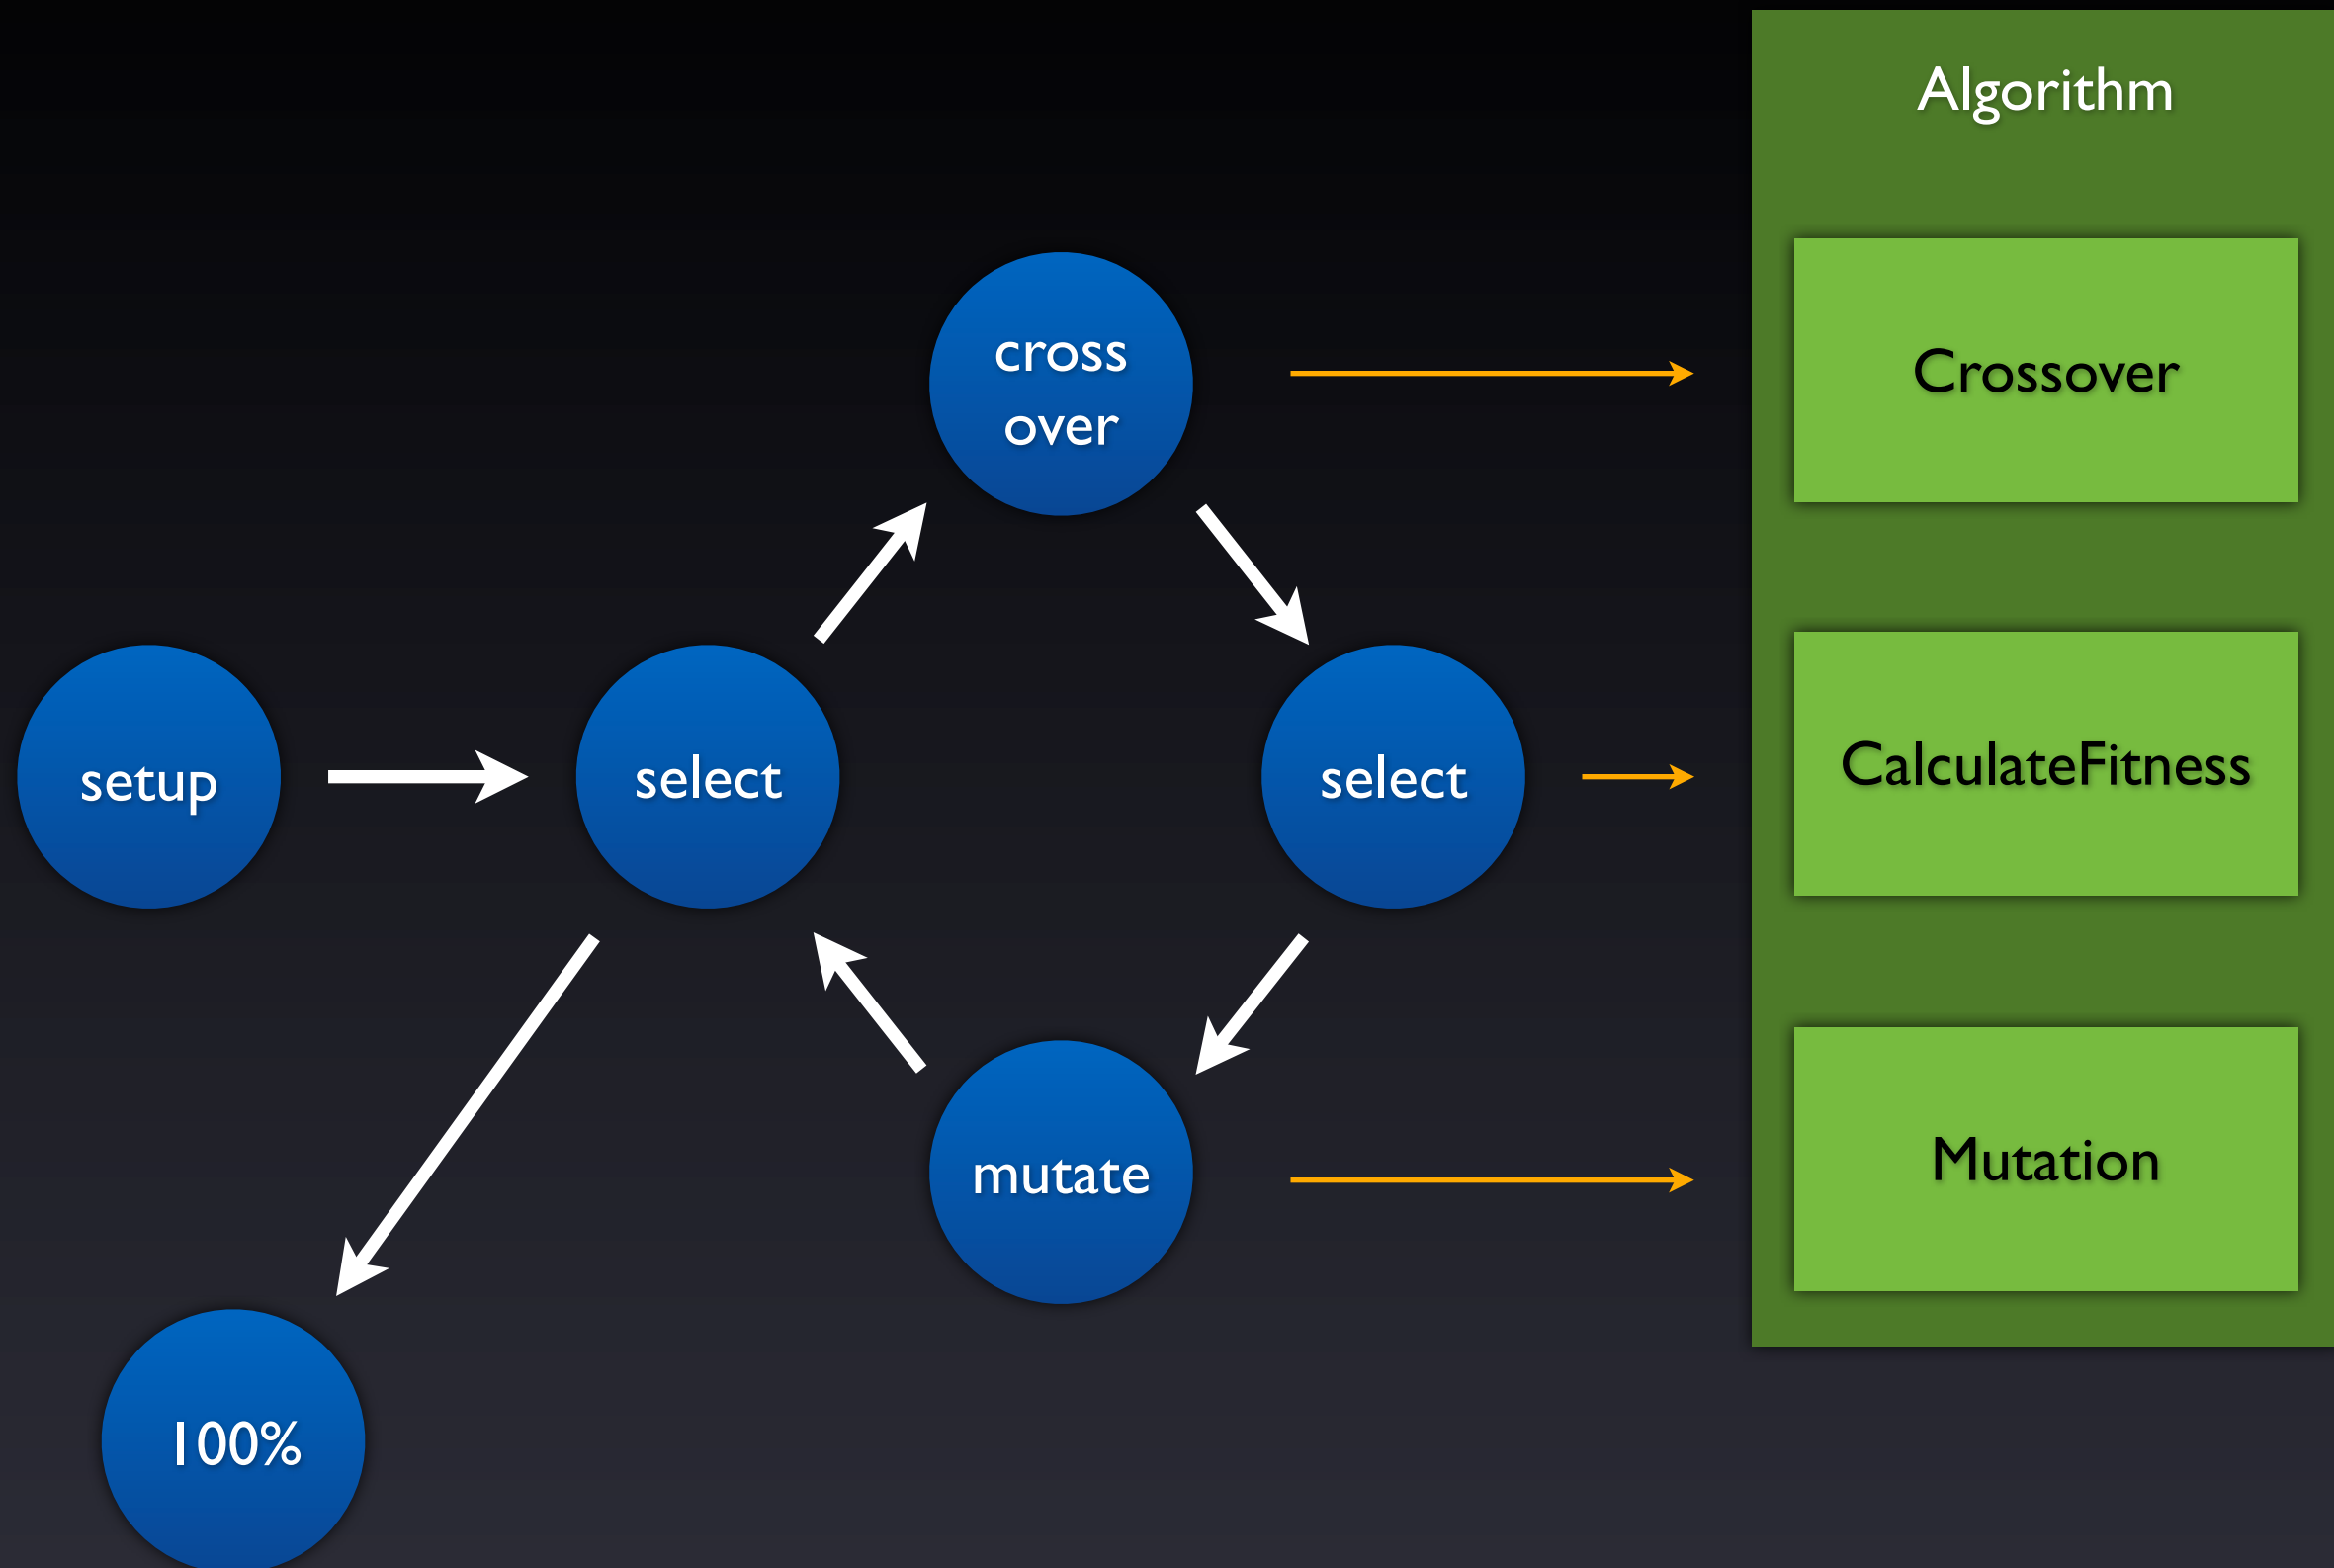 Algorithm
cross
over
Crossover
setup
select
select
CalculateFitness
mutate
Mutation
100%